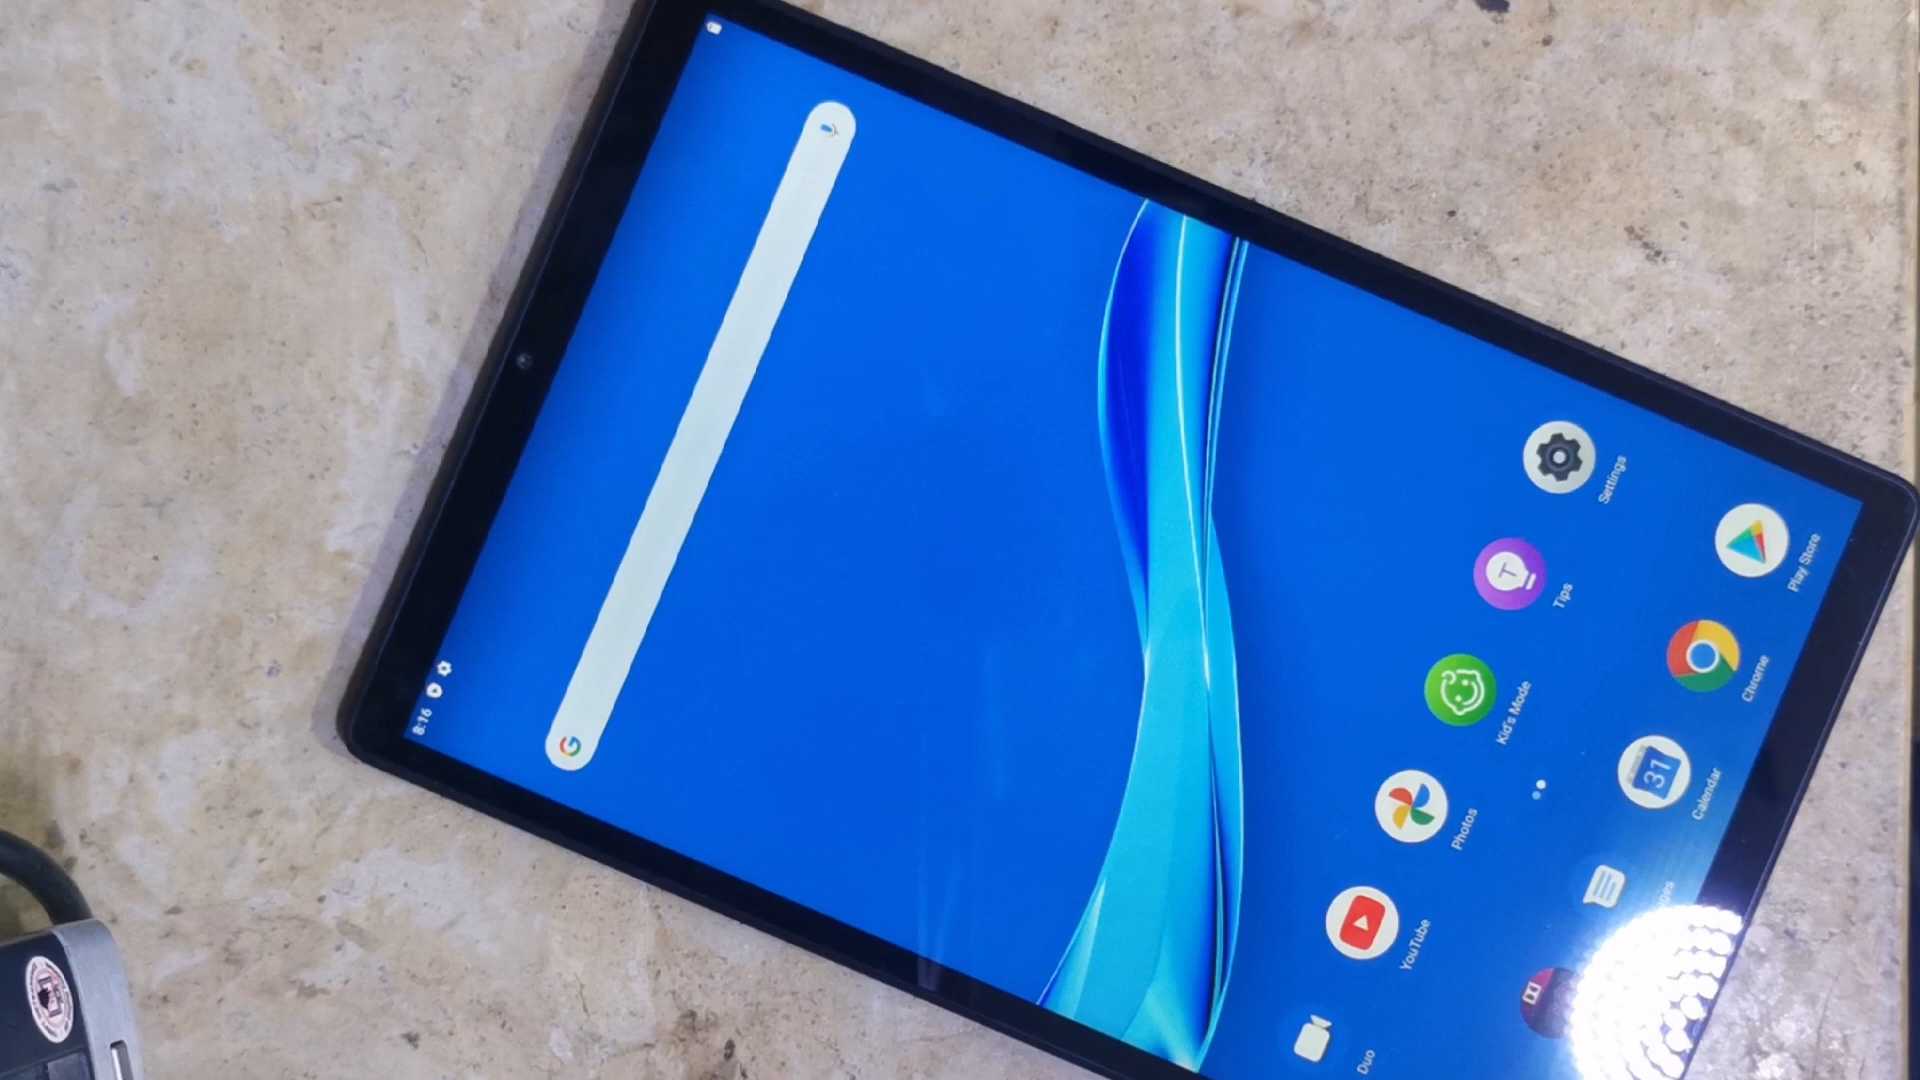 8:16
G
Duo
YouTube
Photos
Kid's Mode
T
Tips
Settings
31
Calendar
Chrome
Play Store